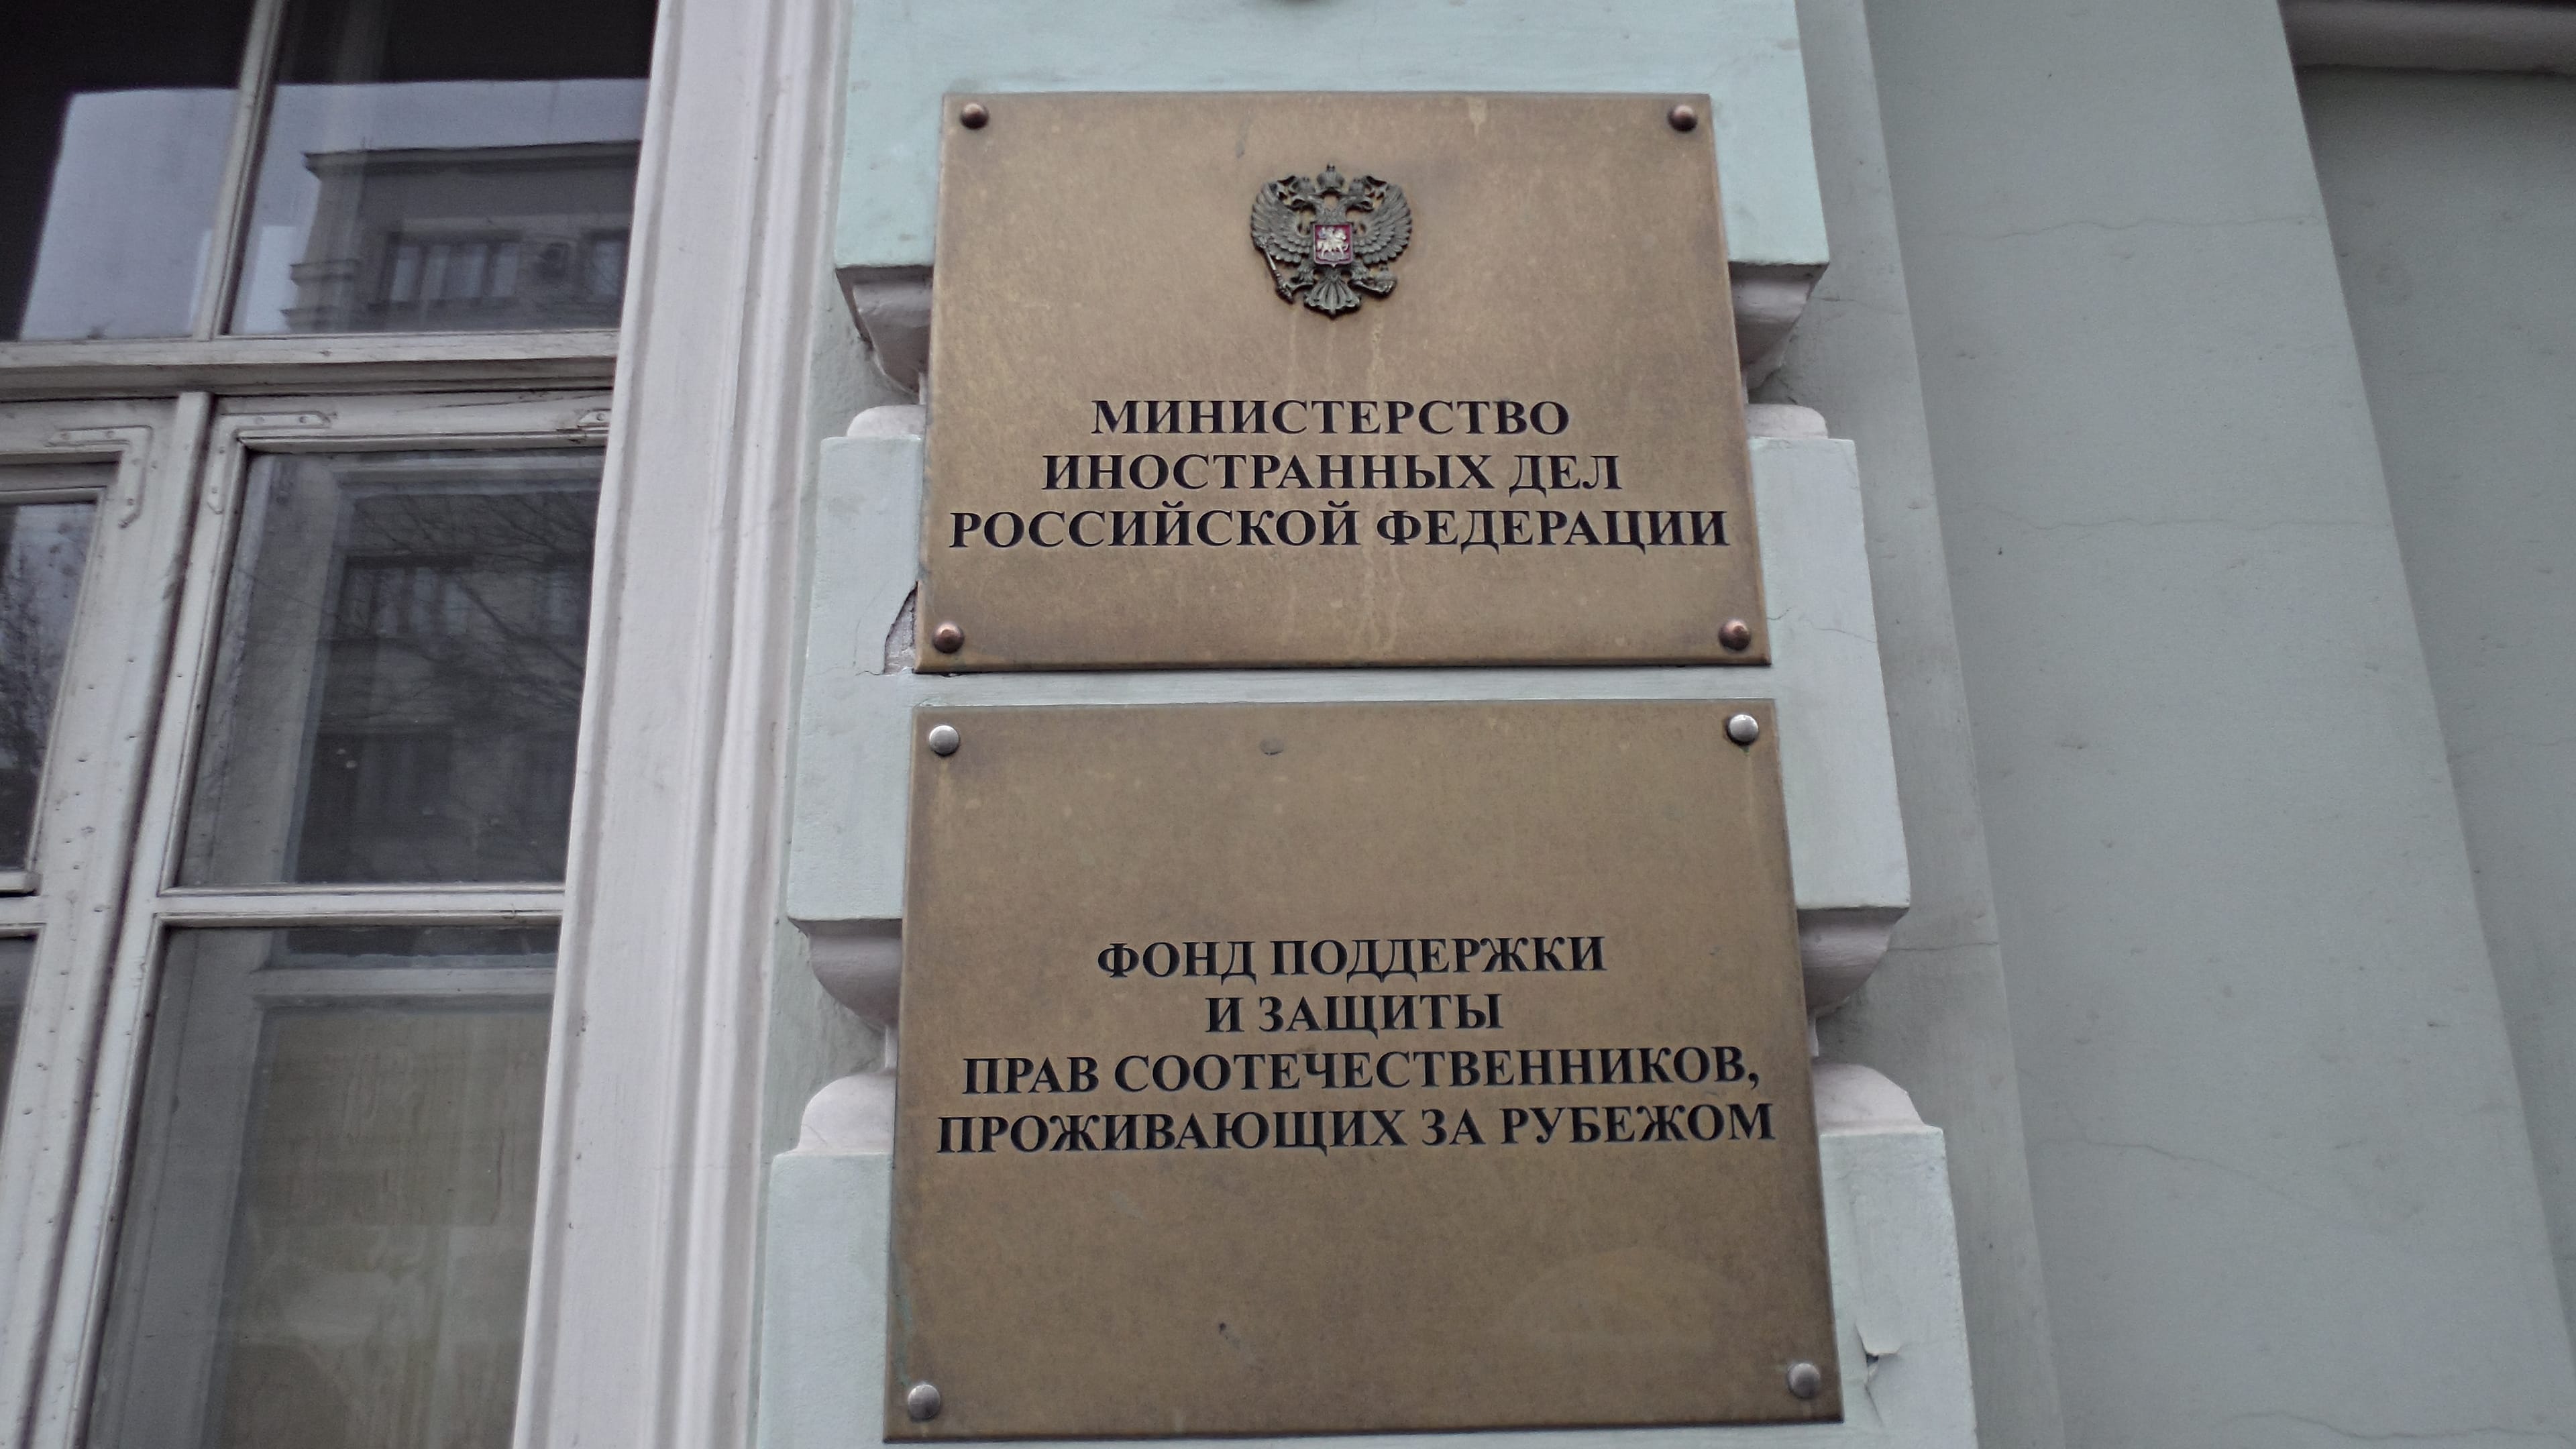 МИНИСТЕРСТВО
ИНОСТРАННЫХ ДЕЛ
РОССИЙСКОЙ ФЕДЕРАЦИИ
ФОНД ПОДДЕРЖКИ
И ЗАЩИТЫ
ПРАВ СООТЕЧЕСТВЕННИКОВ,
ПРОЖИВАЮЩИХ ЗА РУБЕЖОМ